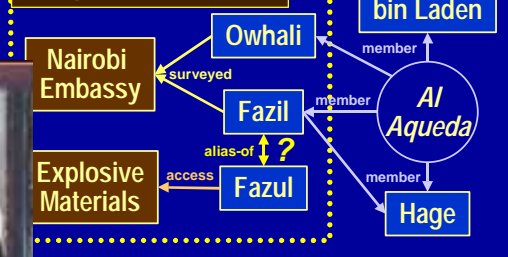 bin Laden
Owhali
member
Nairobi
Embassy
surveyed
Al
Aqueda
Fazil
member
alias-of ?
Explosive
Materials
access
Fazul
member
Hage